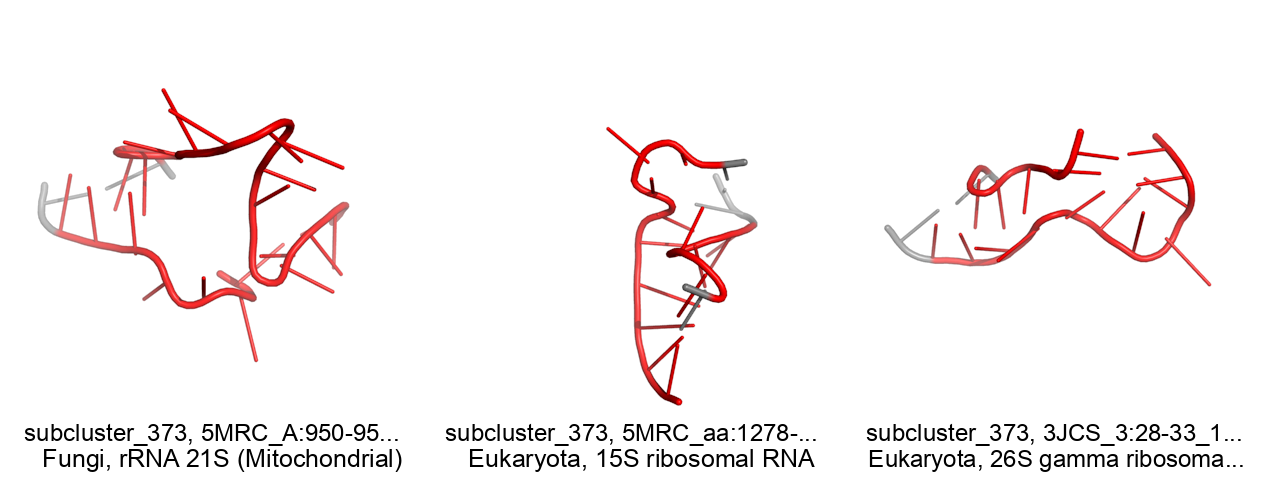 subcluster_373, 5MRC_A:950-95...
Fungi, rRNA 21S (Mitochondrial)
subcluster_373, 5MRC_aa:1278-...
Eukaryota, 15S ribosomal RNA
subcluster_373, 3JCS_3:28-33_1...
Eukaryota, 26S gamma ribosoma...